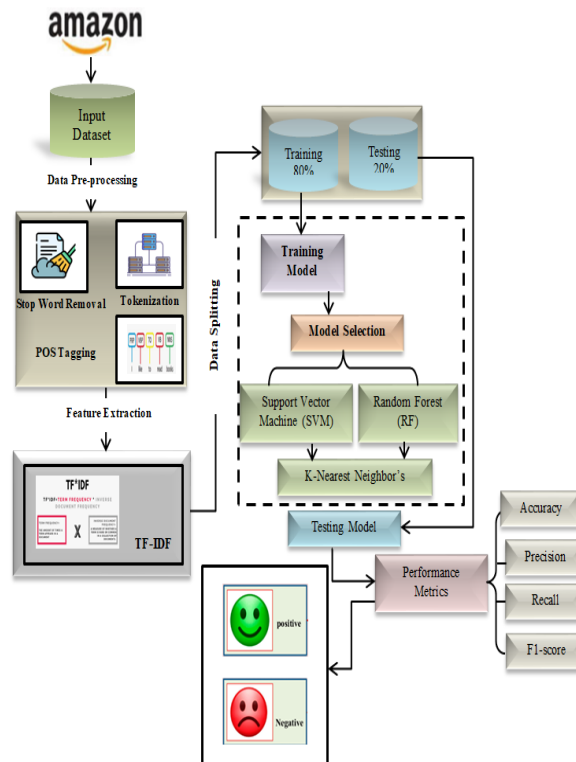 amazon
Input
Dataset
Data Pre-processing
Stop Word Removal
Tokenization
POS Tagging
Feature Extraction
TF*IDF
TF-IDF
X
Data Splitting
Training
80%
Testing
20%
Training
Model
Model Selection
Support Vector
Machine (SVM)
Random Forest
(RF)
K-Nearest Neighbor's
Testing Model
Performance
Metrics
Accuracy
Precision
Recall
F1-score
positive
Negative